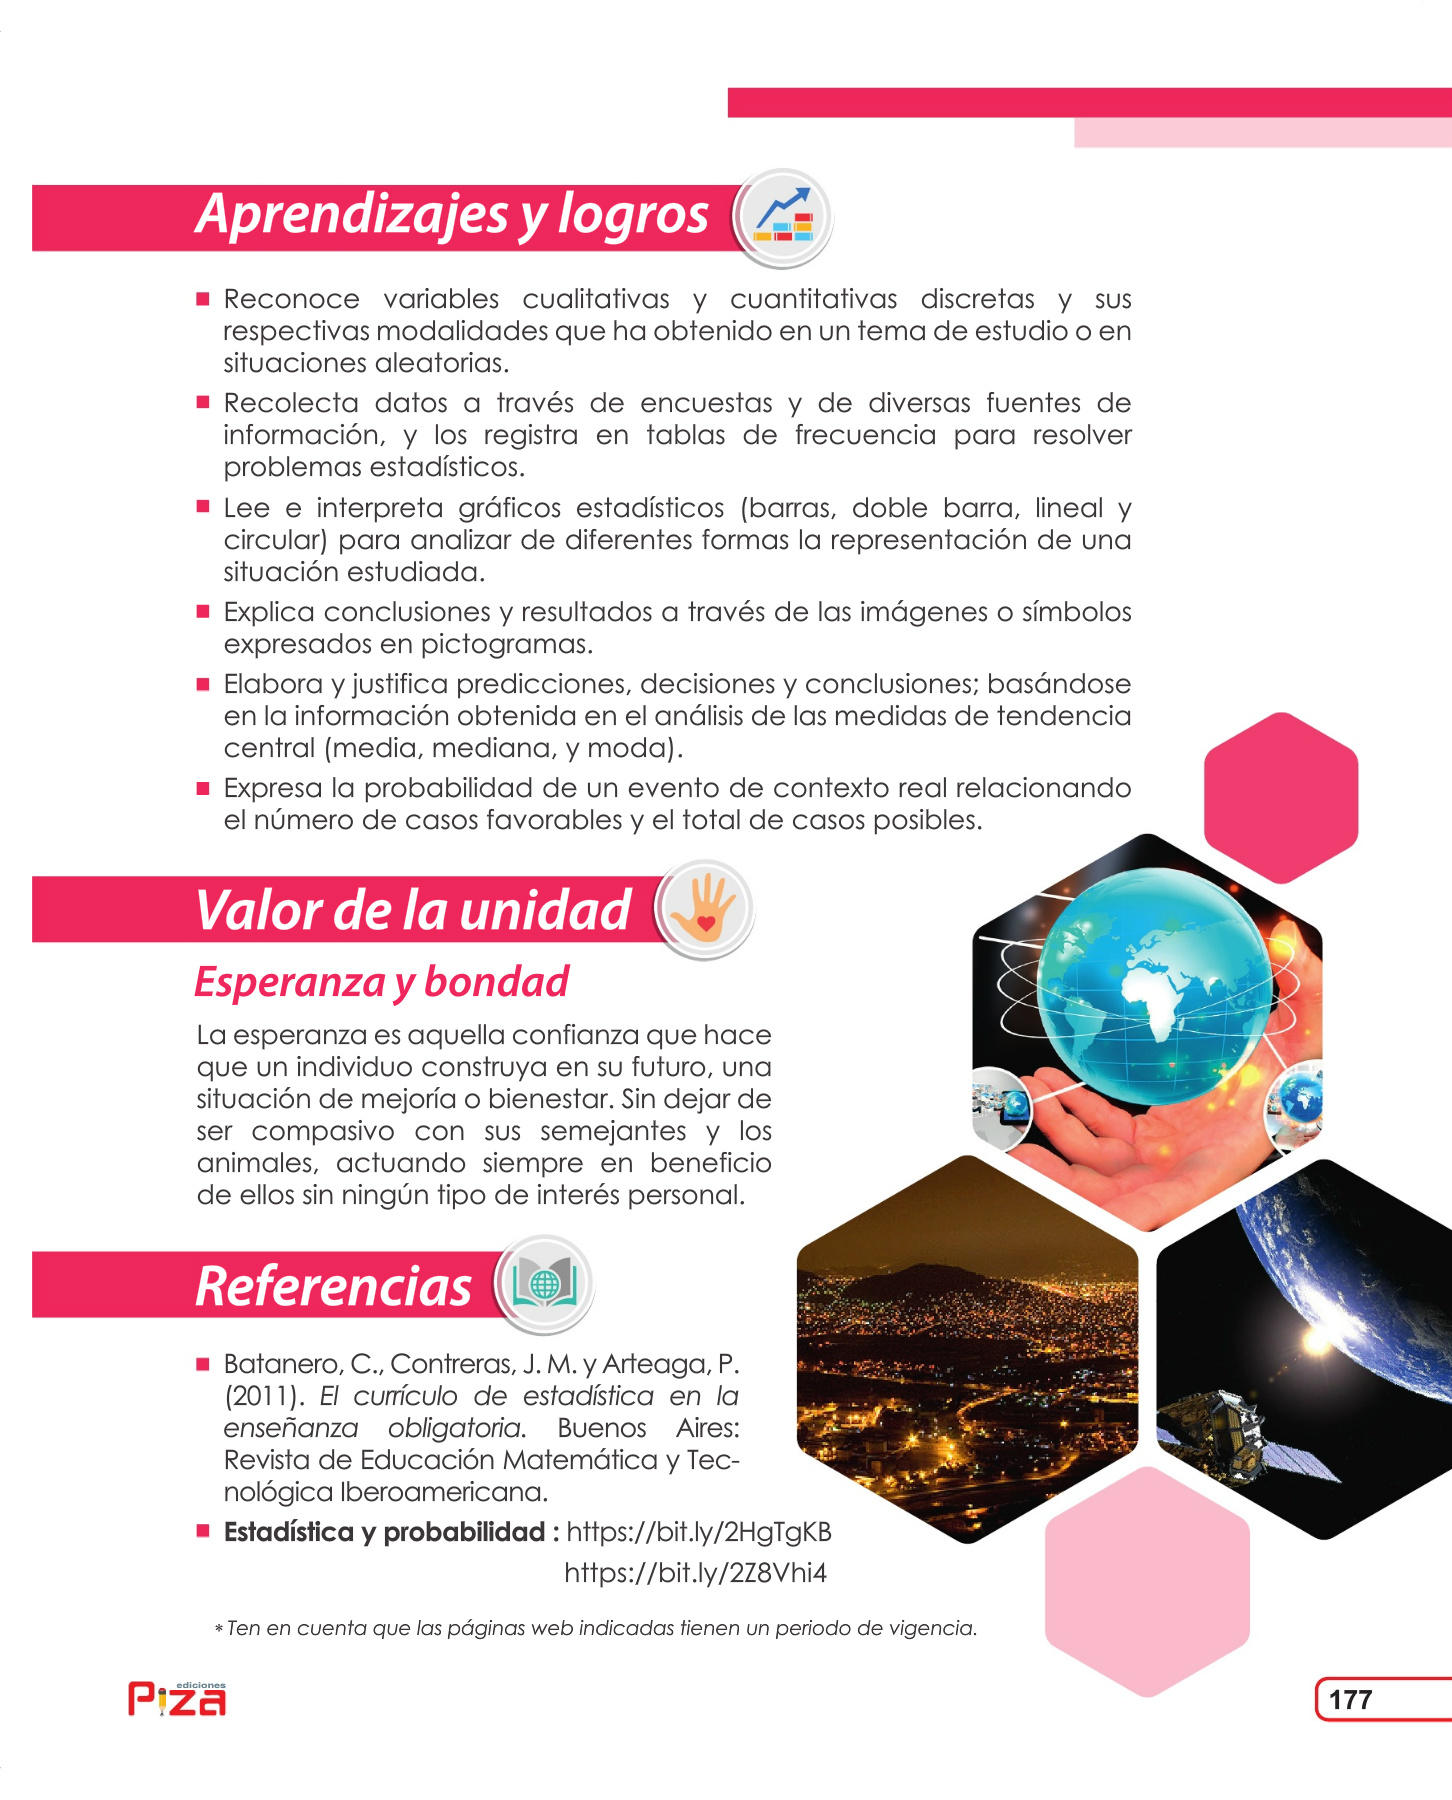 Aprendizajes y logros
Reconoce variables cualitativas y cuantitativas discretas y sus
respectivas modalidades que ha obtenido en un tema de estudio o en
situaciones aleatorias.
Recolecta datos a través de encuestas y de diversas fuentes de
información, y los registra en tablas de frecuencia para resolver
problemas estadísticos.
Lee e interpreta gráficos estadísticos (barras, doble barra, lineal y
circular) para analizar de diferentes formas la representación de una
situación estudiada.
Explica conclusiones y resultados a través de las imágenes o símbolos
expresados en pictogramas.
Elabora y justifica predicciones, decisiones y conclusiones; basándose
en la información obtenida en el análisis de las medidas de tendencia
central (media, mediana, y moda).
Expresa la probabilidad de un evento de contexto real relacionando
el número de casos favorables y el total de casos posibles.
Valor de la unidad
Esperanza y bondad
La esperanza es aquella confianza que hace
que un individuo construya en su futuro, una
situación de mejoría o bienestar. Sin dejar de
ser compasivo con sus semejantes y los
animales, actuando siempre en beneficio
de ellos sin ningún tipo de interés personal.
Referencias
Batanero, C., Contreras, J. M. y Arteaga, P.
(2011). El currículo de estadística en la
enseñanza obligatoria. Buenos Aires:
Revista de Educación Matemática y Tec-
nológica Iberoamericana.
Estadística y probabilidad : https://bit.ly/2HgTgKB
https://bit.ly/2Z8Vhi4
* Ten en cuenta que las páginas web indicadas tienen un periodo de vigencia.
ediciones
Piza
177